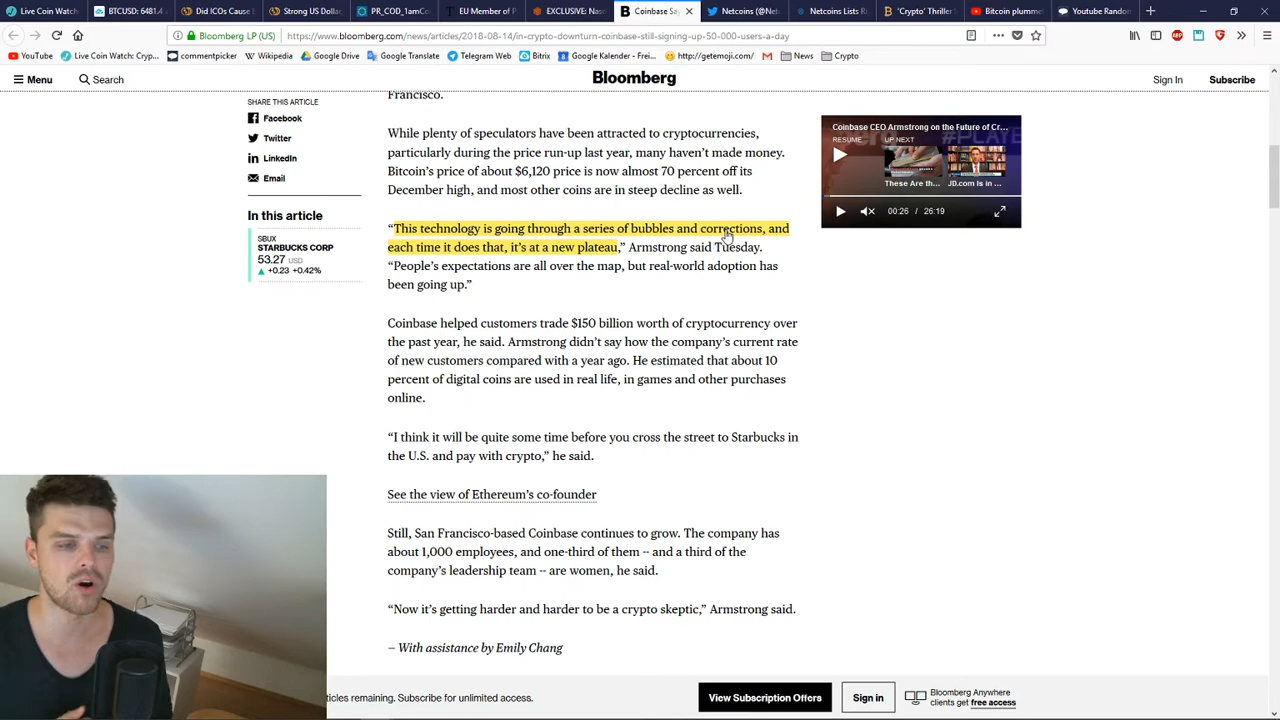 Live Coin Watch
BTCUSD: 6481.4
Did ICOs Cause E
Strong US Dollar
PR_COD_1amCo
EU Member of P
EXCLUSIVE: Nasd
Coinbase Sa
Netcoins (@Net
Netcoins Lists R
'Crypto' Thriller
Bitcoin plumme
YouTube Random
Bloomberg LP (US)
https://www.bloomberg.com/news/articles/2018-08-14/in-crypto-downturn-coinbase-still-signing-up-50-000-users-a-day
YouTube
Live Coin Watch: Cryp...
commentpicker
Wikipedia
Google Drive
Google Translate
Telegram Web
Bitrix
Google Kalender - Frei...
http://getemoji.com/
News
Crypto
Menu
Search
Bloomberg
Sign In
Subscribe
SHARE THIS ARTICLE
Facebook
Twitter
LinkedIn
Email
In this article
SBUX
STARBUCKS CORP
53.27 USD
▲ +0.23 +0.42%
Francisco.
While plenty of speculators have been attracted to cryptocurrencies,
particularly during the price run-up last year, many haven't made money.
Bitcoin's price of about $6,120 price is now almost 70 percent off its
December high, and most other coins are in steep decline as well.
“This technology is going through a series of bubbles and corrections, and
each time it does that, it's at a new plateau,” Armstrong said Tuesday.
“People's expectations are all over the map, but real-world adoption has
been going up.”
Coinbase helped customers trade $150 billion worth of cryptocurrency over
the past year, he said. Armstrong didn't say how the company's current rate
of new customers compared with a year ago. He estimated that about 10
percent of digital coins are used in real life, in games and other purchases
online.
“I think it will be quite some time before you cross the street to Starbucks in
the U.S. and pay with crypto,” he said.
See the view of Ethereum's co-founder
Still, San Francisco-based Coinbase continues to grow. The company has
about 1,000 employees, and one-third of them -- and a third of the
company's leadership team -- are women, he said.
“Now it's getting harder and harder to be a crypto skeptic,” Armstrong said.
– With assistance by Emily Chang
Coinbase CEO Armstrong on the Future of Cr...
RESUME
UP NEXT
These Are th...
JD.com Is in ...
00:26 / 26:19
ticles remaining. Subscribe for unlimited access.
View Subscription Offers
Sign in
Bloomberg Anywhere
clients get free access